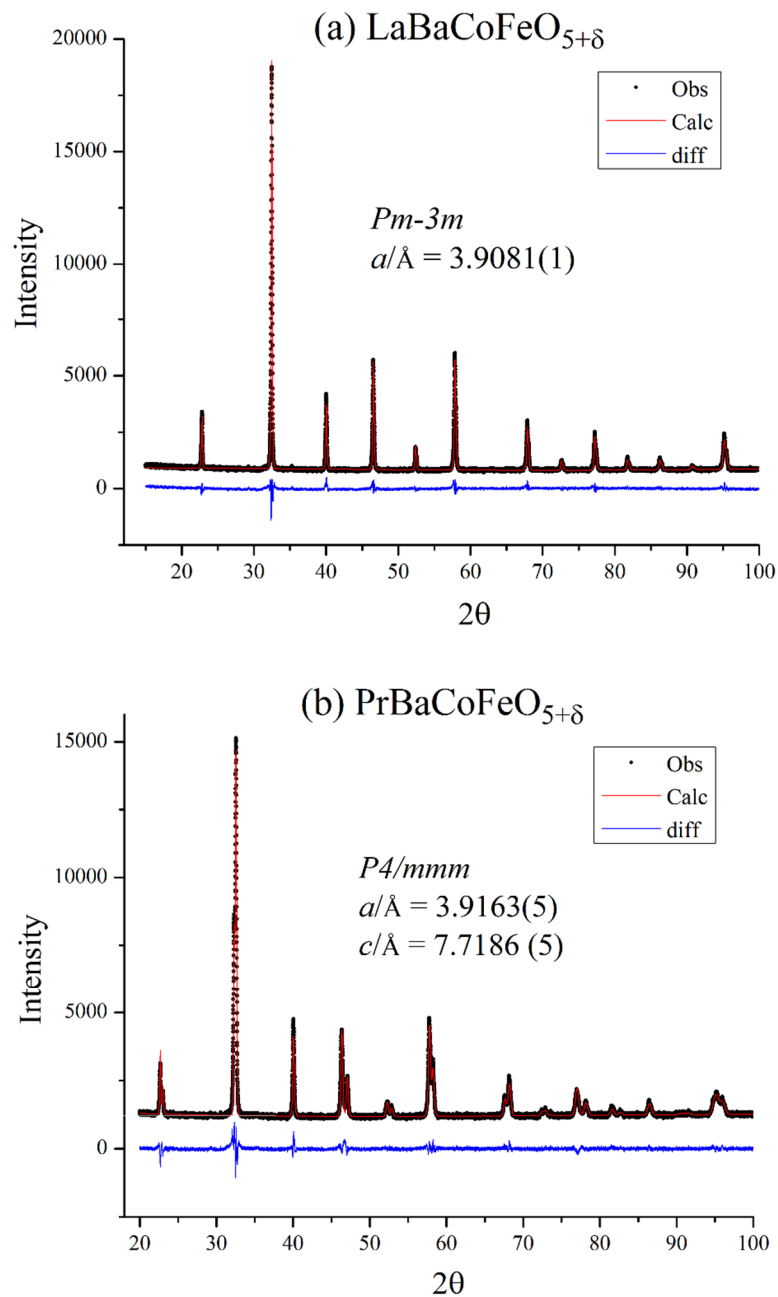 (a) LaBaCoFeO5+δ
20000
15000
10000
5000
0
Intensity
Obs
Calc
diff
Pm-3m
a/Å = 3.9081(1)
20 30 40 50 60 70 80 90 100
2θ
(b) PrBaCoFeO5+δ
15000
10000
5000
0
Intensity
Obs
Calc
diff
P4/mmm
a/Å = 3.9163(5)
c/Å = 7.7186 (5)
20 30 40 50 60 70 80 90 100
2θ